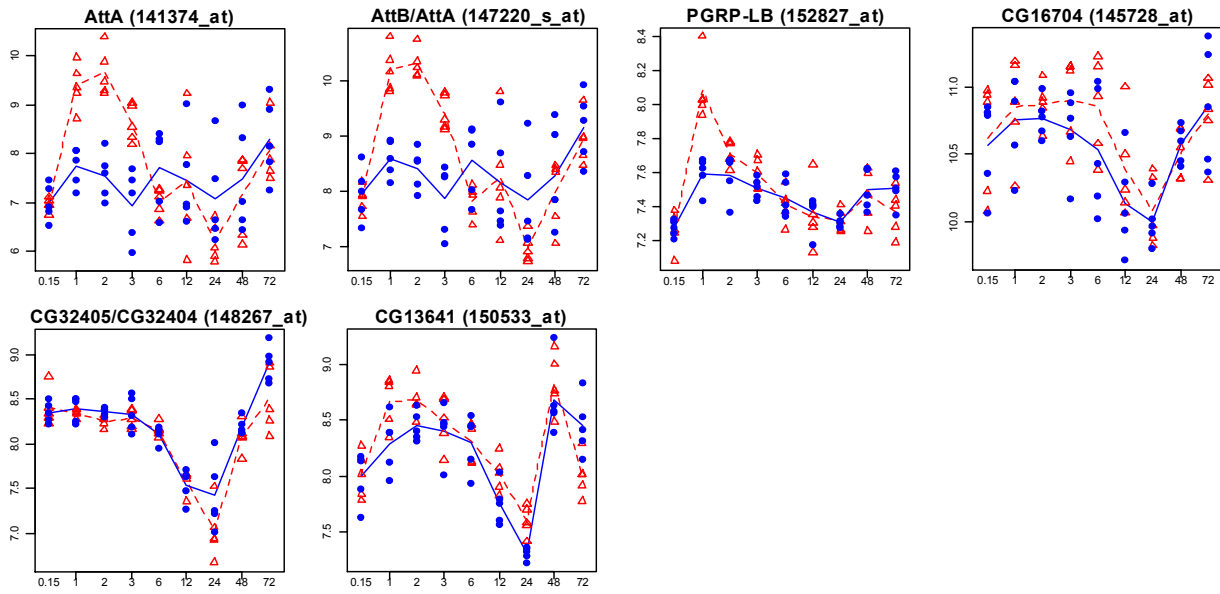 AttA (141374_at)
10
9
8
7
6
0.15 1 2 3 6 12 24 48 72
AttB/AttA (147220_s_at)
10
9
8
7
0.15 1 2 3 6 12 24 48 72
PGRP-LB (152827_at)
8.4
8.2
8.0
7.8
7.6
7.4
7.2
0.15 1 2 3 6 12 24 48 72
CG16704 (145728_at)
11.0
10.5
10.0
0.15 1 2 3 6 12 24 48 72
CG32405/CG32404 (148267_at)
9.0
8.5
8.0
7.5
7.0
0.15 1 2 3 6 12 24 48 72
CG13641 (150533_at)
9.0
8.5
8.0
7.5
0.15 1 2 3 6 12 24 48 72